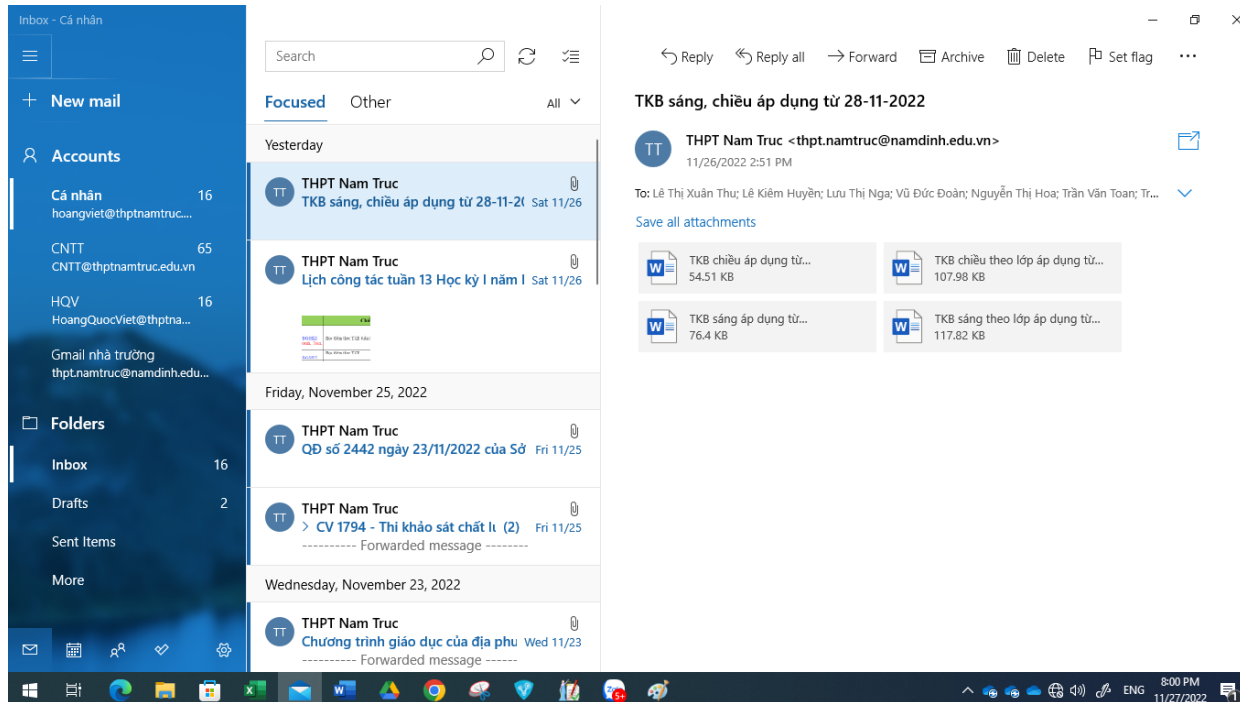 Inbox - Cá nhân
Search
Reply
Reply all
Forward
Archive
Delete
Set flag
New mail
Focused
Other
All
TKB sáng, chiều áp dụng từ 28-11-2022
Yesterday
TT
THPT Nam Truc <thpt.namtruc@namdinh.edu.vn>
11/26/2022 2:51 PM
Accounts
Cá nhân 16
hoangviet@thptnamtruc....
CNTT 65
CNTT@thptnamtruc.edu.vn
HQV 16
HoangQuocViet@thptna...
Gmail nhà trường
thpt.namtruc@namdinh.edu...
Folders
Inbox 16
Drafts 2
Sent Items
More
TT
THPT Nam Truc
TKB sáng, chiều áp dụng từ 28-11-2( Sat 11/26
TT
THPT Nam Truc
Lịch công tác tuần 13 Học kỳ I năm Sat 11/26
Friday, November 25, 2022
TT
THPT Nam Truc
QĐ số 2442 ngày 23/11/2022 của Sở Fri 11/25
TT
THPT Nam Truc
> CV 1794 - Thi khảo sát chất (2) Fri 11/25
---------- Forwarded message --------
Wednesday, November 23, 2022
TT
THPT Nam Truc
Chương trình giáo dục của địa phu Wed 11/23
---------- Forwarded message ------
To: Lê Thị Xuân Thu; Lê Kiêm Huyền; Lưu Thị Nga; Vũ Đức Đoàn; Nguyễn Thị Hoa; Trần Văn Toan; Tr...
Save all attachments
TKB chiều áp dụng từ...
54.51 KB
TKB chiều theo lớp áp dụng từ...
107.98 KB
TKB sáng áp dụng từ...
76.4 KB
TKB sáng theo lớp áp dụng từ...
117.82 KB
Zalo
5+
ENG
8:00 PM
11/27/2022
1